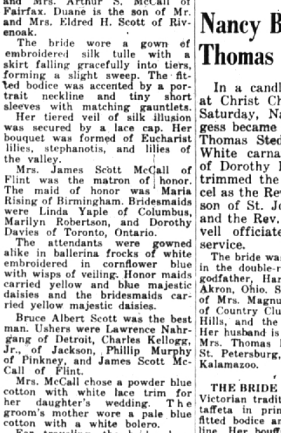 and Mrs. Arthur S. McCall of
Fairfax. Duane is the son of Mr.
and Mrs. Eldred H. Scott of Riv-
enoak.
The bride wore a gown of
embroidered silk tulle with a
skirt falling gracefully into tiers,
forming a slight sweep. The fit-
ted bodice was accented by a por-
trait neckline and tiny short
sleeves with matching gauntlets.
Her tiered veil of silk illusion
was secured by a lace cap. Her
bouquet was formed of Eucharist
lilies, stephanotis, and lilies of
the valley.
Mrs. James Scott McCall of
Flint was the matron of honor.
The maid of honor was Maria
Rising of Birmingham. Bridesmaids
were Linda Yaple of Columbus,
Marilyn Robertson, and Dorothy
Davies of Toronto, Ontario.
The attendants were gowned
alike in ballerina frocks of white
embroidered in cornflower blue
with wisps of veiling. Honor maids
carried yellow and blue majestic
daisies and the bridesmaids car-
ried yellow majestic daisies.
Bruce Albert Scott was the best
man. Ushers were Lawrence Nahr-
gang of Detroit, Charles Kellogg,
Jr., of Jackson, Phillip Murphy
of Pinkney, and James Scott Mc-
Call of Flint.
Mrs. McCall chose a powder blue
cotton with white lace trim for
her daughter's wedding. The
groom's mother wore a pale blue
cotton with a white bolero.
Nancy B
Thomas
In a candl
at Christ Ch
Saturday, Na
gess became
Thomas Sted
White carna
of Dorothy
trimmed the
cel as the Rev
son of St. Jo
and the Rev.
vell officiate
service.
The bride wa
in the double-r
godfather, Har
Akron, Ohio, S
of Mrs. Magnu
of Country Clu
Hills, and the
Her husband is
Mrs. Thomas
St. Petersburg,
Kalamazoo.
THE BRIDE
Victorian tradit
taffeta in prin
fitted bodice an
line. Her bouff